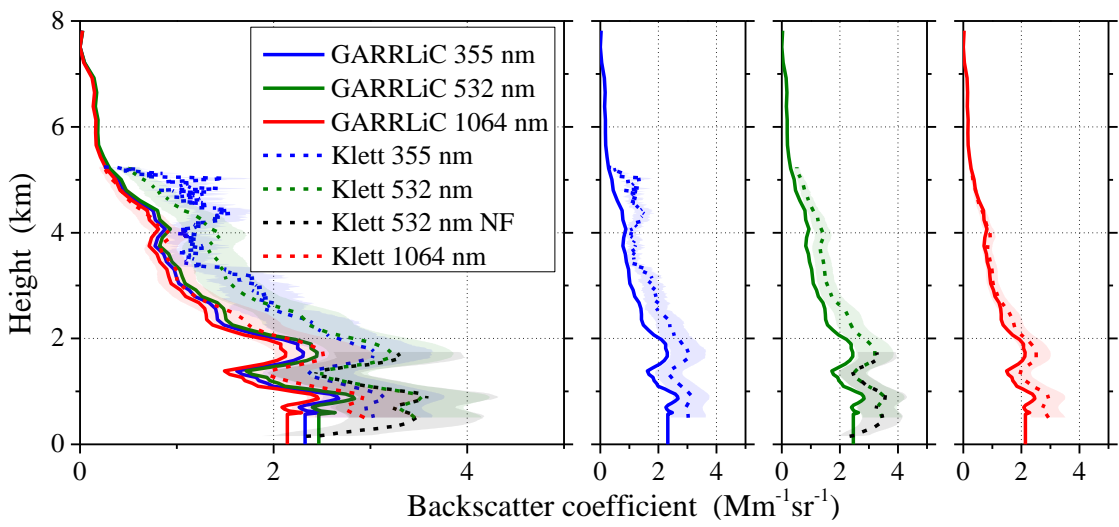 8
6
4
2
0
Height (km)
GARRLiC 355 nm
GARRLiC 532 nm
GARRLiC 1064 nm
Klett 355 nm
Klett 532 nm
Klett 532 nm NF
Klett 1064 nm
0 2 4
0 2 4
0 2 4
0 2 4
Backscatter coefficient (Mm⁻¹sr⁻¹)